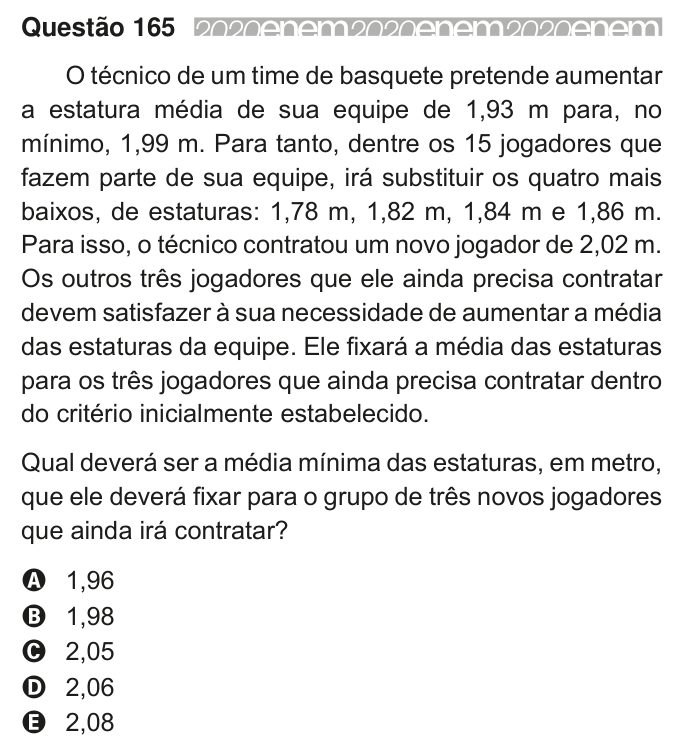 Questão 165 2020enem2020enem2020enem
O técnico de um time de basquete pretende aumentar
a estatura média de sua equipe de 1,93 m para, no
mínimo, 1,99 m. Para tanto, dentre os 15 jogadores que
fazem parte de sua equipe, irá substituir os quatro mais
baixos, de estaturas: 1,78 m, 1,82 m, 1,84 m e 1,86 m.
Para isso, o técnico contratou um novo jogador de 2,02 m.
Os outros três jogadores que ele ainda precisa contratar
devem satisfazer à sua necessidade de aumentar a média
das estaturas da equipe. Ele fixará a média das estaturas
para os três jogadores que ainda precisa contratar dentro
do critério inicialmente estabelecido.
Qual deverá ser a média mínima das estaturas, em metro,
que ele deverá fixar para o grupo de três novos jogadores
que ainda irá contratar?
A 1,96
B 1,98
C 2,05
D 2,06
E 2,08